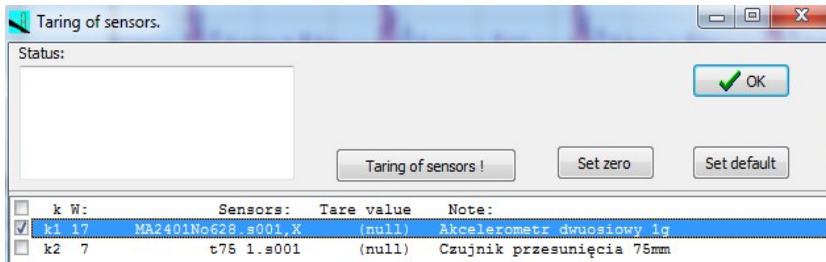 Taring of sensors.
Status:
OK
Taring of sensors !
Set zero
Set default
k W: Sensors: Tare value Note:
k1 17 MA2401No628.s001,X (null) Akcelerometr dwuosiowy 1g
k2 7 t75 1.s001 (null) Czujnik przesunięcia 75mm